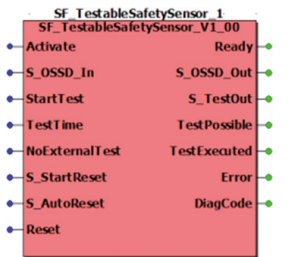 SF_TestableSafetySensor_1
SF_TestableSafetySensor_V1_00
Activate Ready
S_OSSD_In S_OSSD_Out
StartTest S_TestOut
TestTime TestPossible
NoExternalTest TestExecuted
S_StartReset Error
S_AutoReset DiagCode
Reset